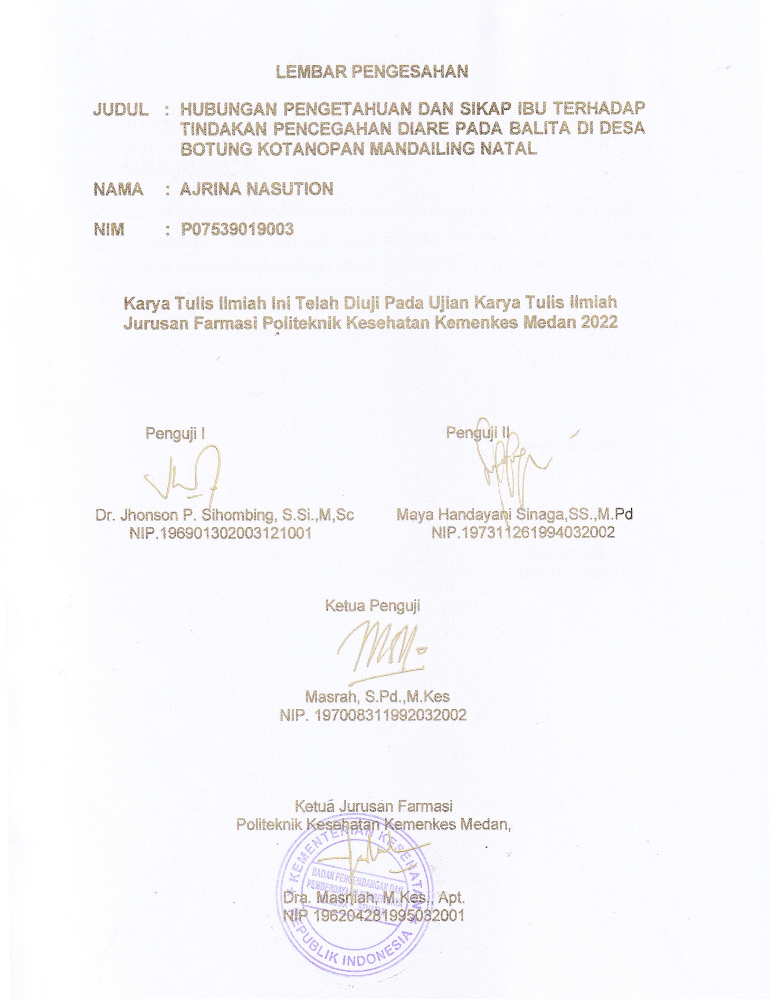 LEMBAR PENGESAHAN
JUDUL : HUBUNGAN PENGETAHUAN DAN SIKAP IBU TERHADAP
TINDAKAN PENCEGAHAN DIARE PADA BALITA DI DESA
BOTUNG KOTANOPAN MANDAILING NATAL
NAMA : AJRINA NASUTION
NIM : P07539019003
Karya Tulis Ilmiah Ini Telah Diuji Pada Ujian Karya Tulis Ilmiah
Jurusan Farmasi Politeknik Kesehatan Kemenkes Medan 2022
Penguji I
Penguji II
Dr. Jhonson P. Sihombing, S.Si.,M,Sc
NIP.196901302003121001
Maya Handayani Sinaga,SS.,M.Pd
NIP.197311261994032002
Ketua Penguji
Masrah, S.Pd.,M.Kes
NIP. 197008311992032002
Ketua Jurusan Farmasi
Politeknik Kesehatan Kemenkes Medan,
KEMENTERIAN KESEHATAN
BADAN PENGEMBANGAN DAN
Dra. Masniah, M.Kes., Apt.
NIP 196204281995032001
REPUBLIK INDONESIA